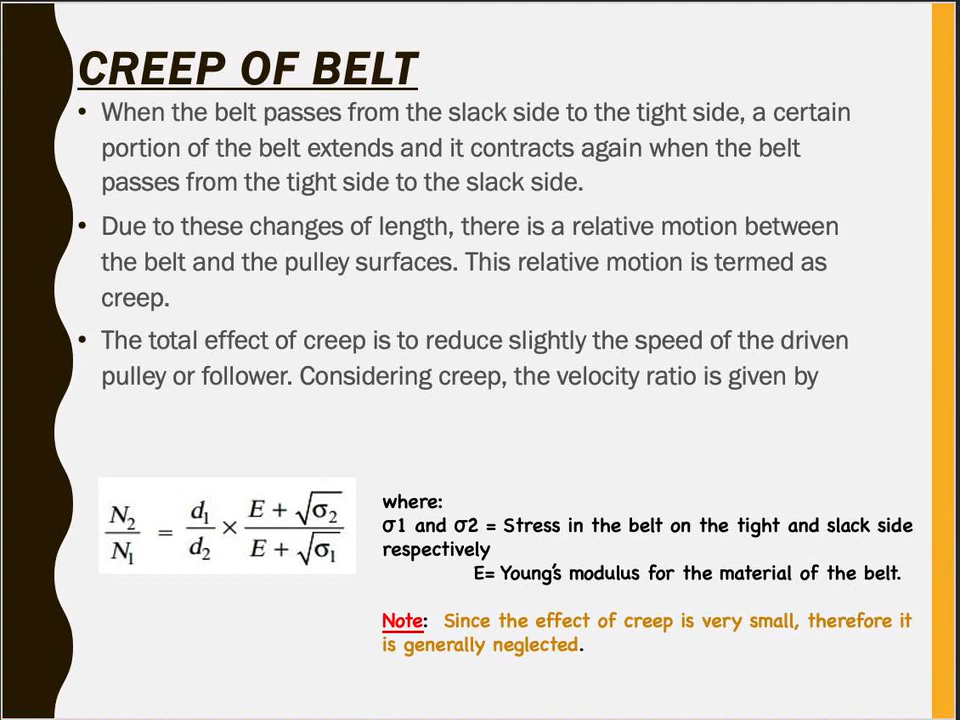 CREEP OF BELT
• When the belt passes from the slack side to the tight side, a certain
portion of the belt extends and it contracts again when the belt
passes from the tight side to the slack side.
• Due to these changes of length, there is a relative motion between
the belt and the pulley surfaces. This relative motion is termed as
creep.
• The total effect of creep is to reduce slightly the speed of the driven
pulley or follower. Considering creep, the velocity ratio is given by
N₂/N₁ = d₁/d₂ × (E + √σ₂)/(E + √σ₁)
where:
σ1 and σ2 = Stress in the belt on the tight and slack side
respectively
E= Young's modulus for the material of the belt.
Note: Since the effect of creep is very small, therefore it
is generally neglected.